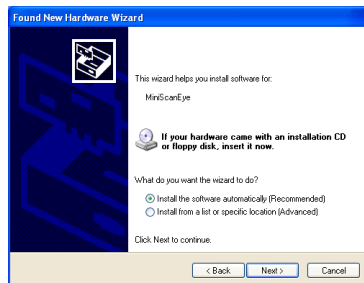 Found New Hardware Wizard
This wizard helps you install software for:
MiniScanEye
If your hardware came with an installation CD
or floppy disk, insert it now.
What do you want the wizard to do?
Install the software automatically (Recommended)
Install from a list or specific location (Advanced)
Click Next to continue.
< Back
Next >
Cancel